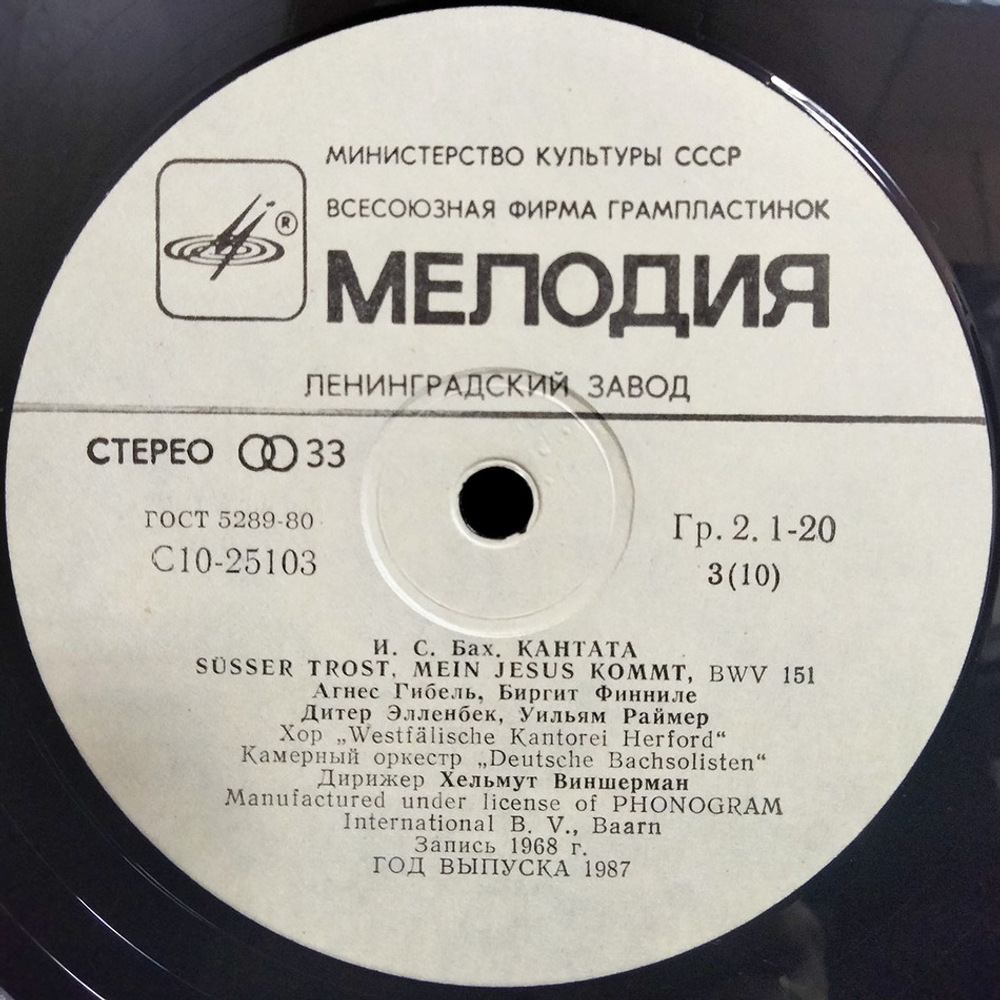 МИНИСТЕРСТВО КУЛЬТУРЫ СССР
ВСЕСОЮЗНАЯ ФИРМА ГРАМПЛАСТИНОК
®
МЕЛОДИЯ
ЛЕНИНГРАДСКИЙ ЗАВОД
СТЕРЕО 33
ГОСТ 5289-80
С10-25103
Гр. 2. 1-20
3(10)
И. С. Бах. КАНТАТА
SÜSSER TROST, MEIN JESUS KOMMT, BWV 151
Агнес Гибель, Биргит Финниле
Дитер Элленбек, Уильям Раймер
Хор „Westfälische Kantorei Herford“
Камерный оркестр „Deutsche Bachsolisten“
Дирижер Хельмут Виншерман
Manufactured under license of PHONOGRAM
International B. V., Baarn
Запись 1968 г.
ГОД ВЫПУСКА 1987